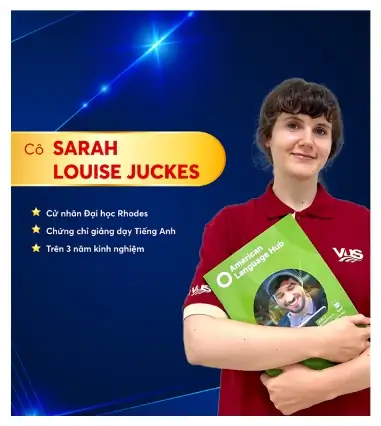 Cô SARAH
LOUISE JUCKES
Cử nhân Đại học Rhodes
Chứng chỉ giảng dạy Tiếng Anh
Trên 3 năm kinh nghiệm
VUS
VUS
American
Language Hub